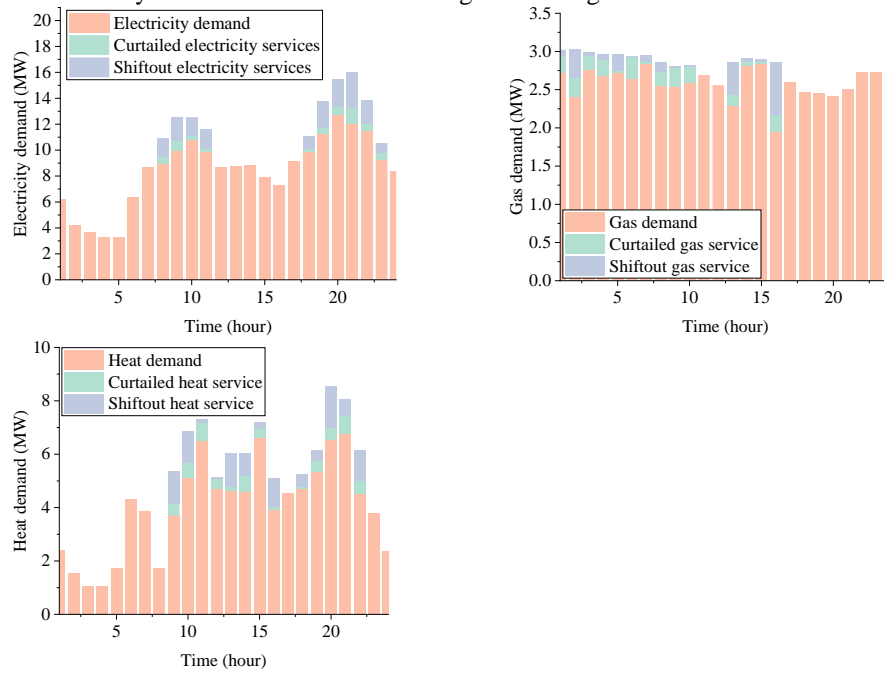 Electricity demand
Curtailed electricity services
Shiftout electricity services
Electricity demand (MW)
20
18
16
14
12
10
8
6
4
2
0
5
10
15
20
Time (hour)
Gas demand
Curtailed gas service
Shiftout gas service
Gas demand (MW)
3.5
3.0
2.5
2.0
1.5
1.0
0.5
0.0
5
10
15
20
Time (hour)
Heat demand
Curtailed heat service
Shiftout heat service
Heat demand (MW)
10
8
6
4
2
0
5
10
15
20
Time (hour)